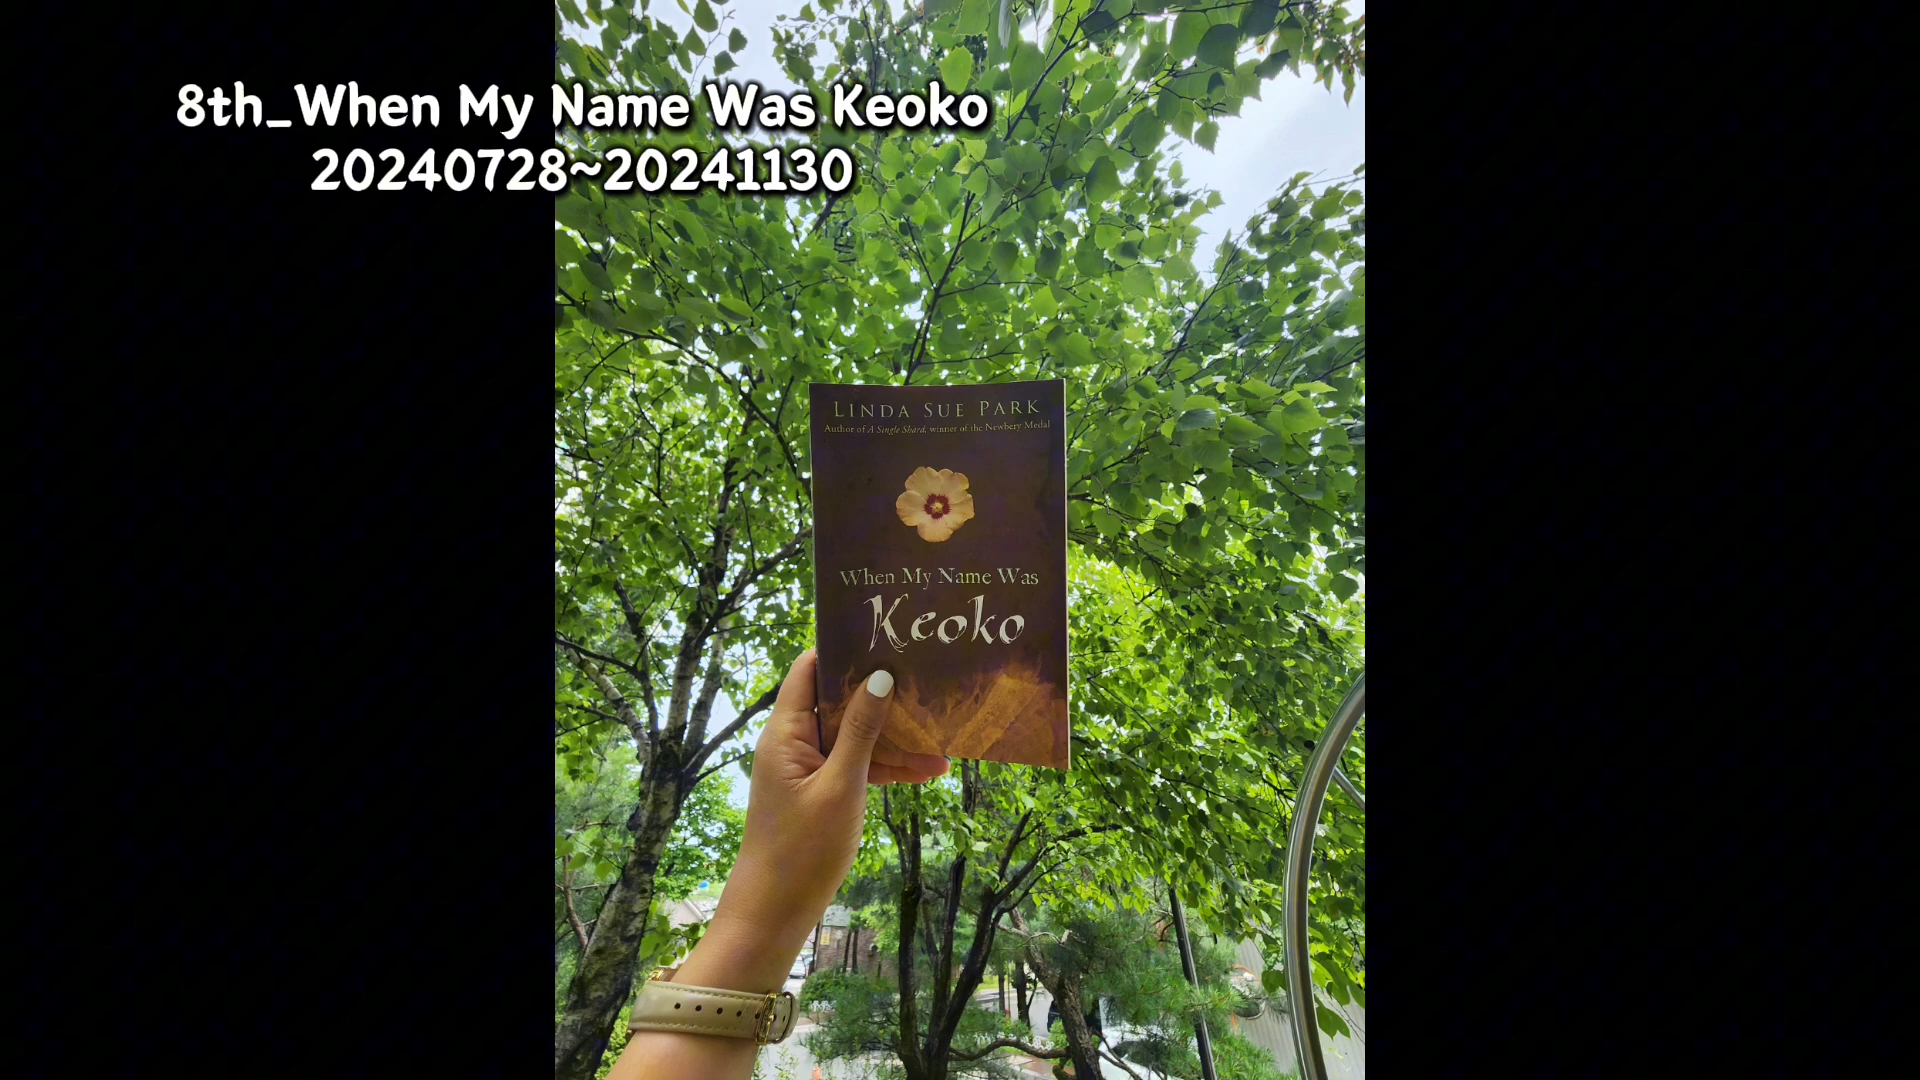 8th_When My Name Was Keoko
20240728~20241130
LINDA SUE PARK
Author of A Single Shard, winner of the Newbery Medal
When My Name Was
Keoko